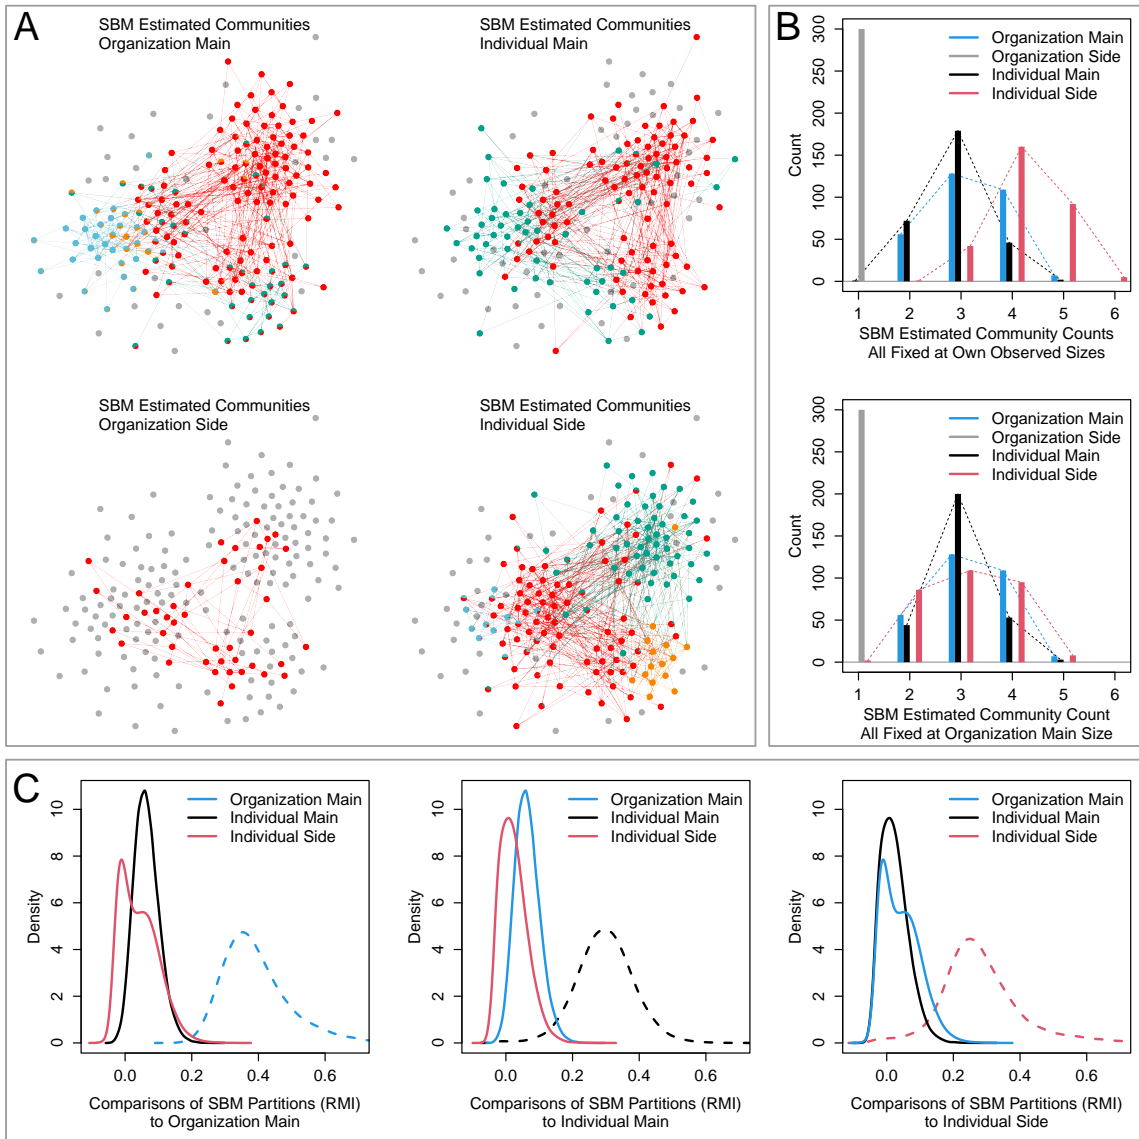 A
SBM Estimated Communities
Organization Main
SBM Estimated Communities
Individual Main
SBM Estimated Communities
Organization Side
SBM Estimated Communities
Individual Side
B
Count
300
250
200
150
100
50
0
Organization Main
Organization Side
Individual Main
Individual Side
1 2 3 4 5 6
SBM Estimated Community Counts
All Fixed at Own Observed Sizes
Count
300
250
200
150
100
50
0
Organization Main
Organization Side
Individual Main
Individual Side
1 2 3 4 5 6
SBM Estimated Community Count
All Fixed at Organization Main Size
C
Density
10
8
6
4
2
0
Organization Main
Individual Main
Individual Side
0.0 0.2 0.4 0.6
Comparisons of SBM Partitions (RMI)
to Organization Main
Density
10
8
6
4
2
0
Organization Main
Individual Main
Individual Side
0.0 0.2 0.4 0.6
Comparisons of SBM Partitions (RMI)
to Individual Main
Density
10
8
6
4
2
0
Organization Main
Individual Main
Individual Side
0.0 0.2 0.4 0.6
Comparisons of SBM Partitions (RMI)
to Individual Side